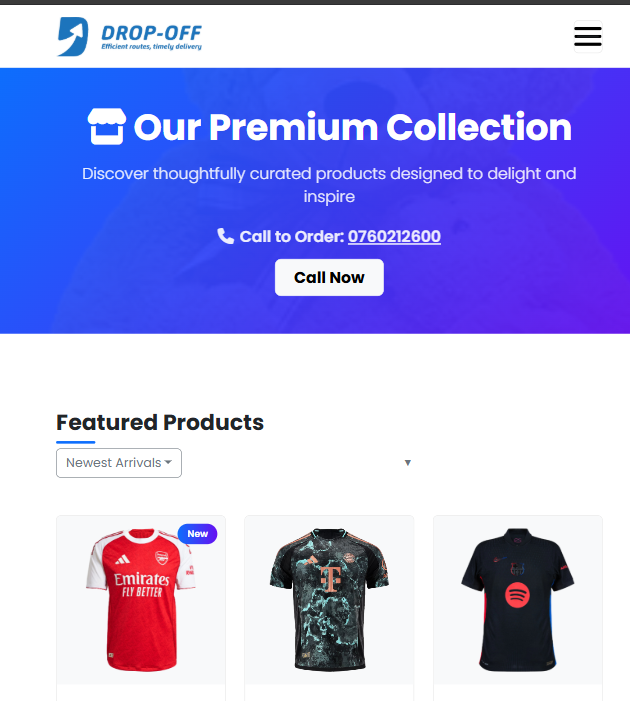 DROP-OFF
Efficient routes, timely delivery
Our Premium Collection
Discover thoughtfully curated products designed to delight and
inspire
Call to Order: 0760212600
Call Now
Featured Products
Newest Arrivals
New
Emirates
FLY BETTER
T